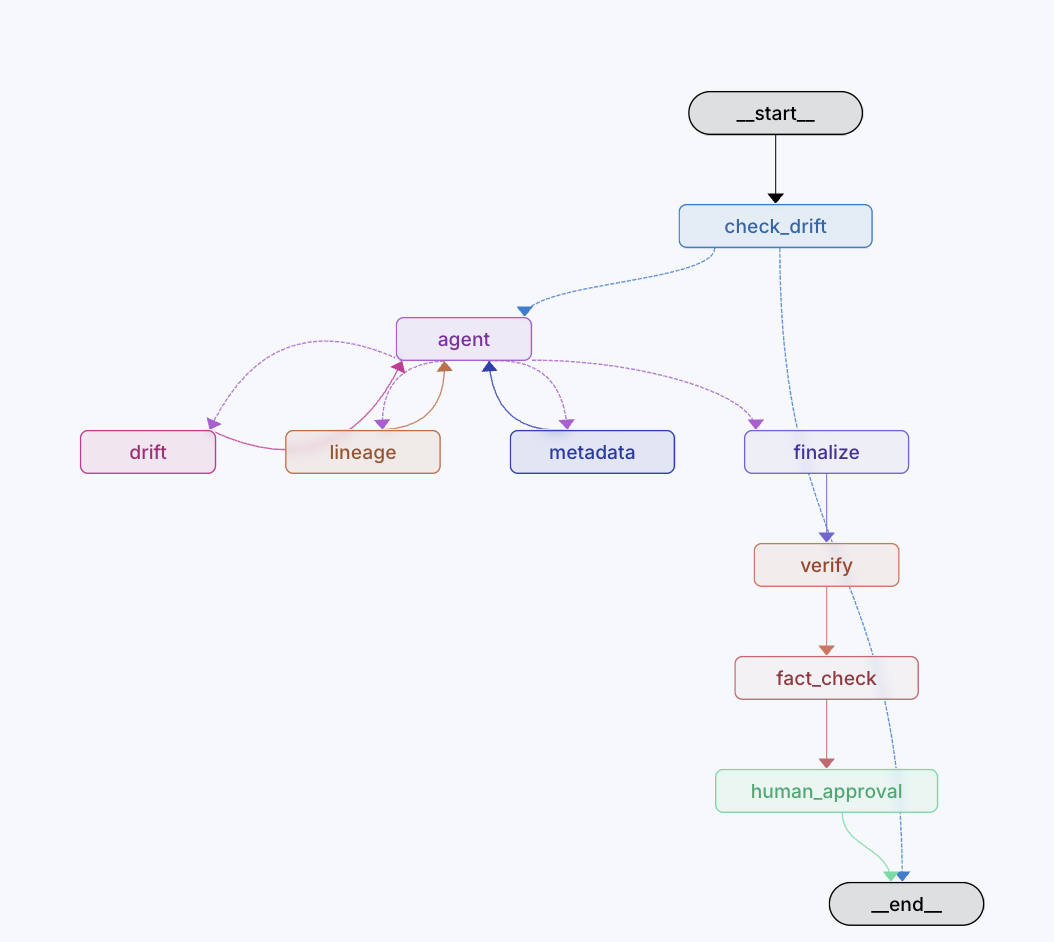 __start__
check_drift
agent
drift
lineage
metadata
finalize
verify
fact_check
human_approval
__end__